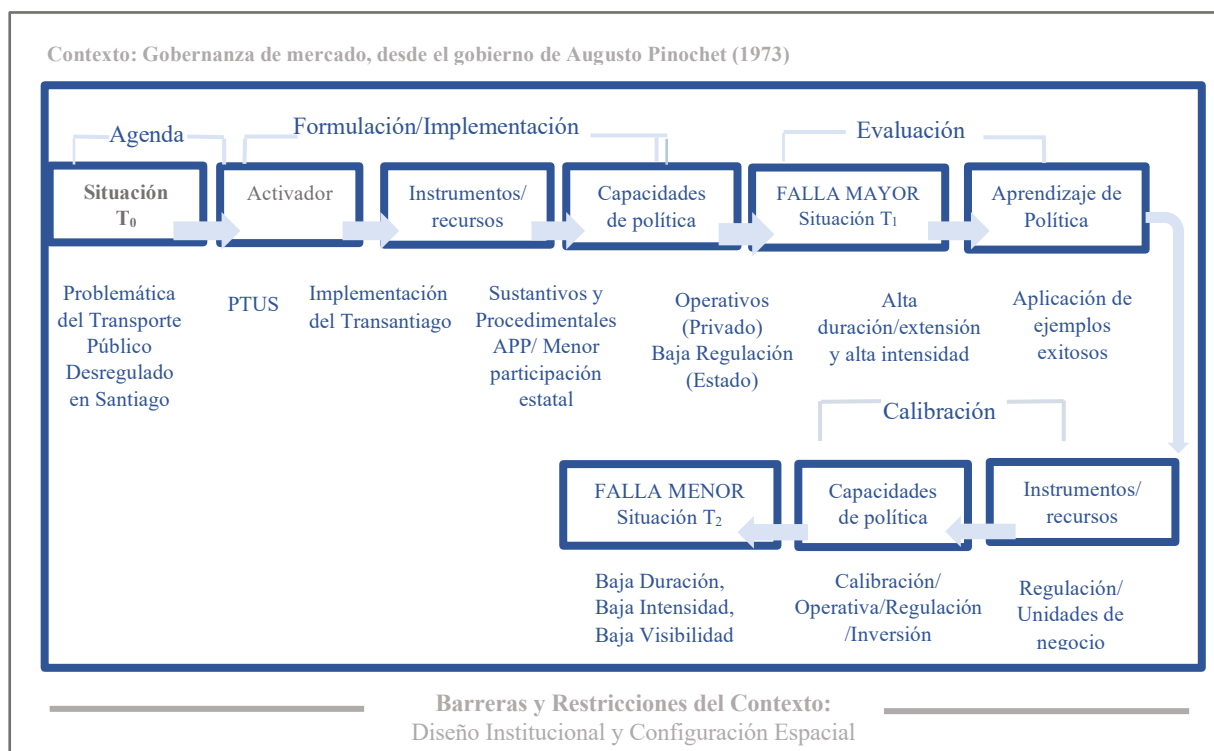 Contexto: Gobernanza de mercado, desde el gobierno de Augusto Pinochet (1973)
Agenda
Formulación/Implementación
Evaluación
Situación
T0
Activador
Instrumentos/
recursos
Capacidades
de política
FALLA MAYOR
Situación T1
Aprendizaje de
Política
Problemática
del Transporte
Público
Desregulado
en Santiago
PTUS
Implementación
del Transantiago
Sustantivos y
Procedimentales
APP/ Menor
participación
estatal
Operativos
(Privado)
Baja Regulación
(Estado)
Alta
duración/extensión
y alta intensidad
Aplicación de
ejemplos
exitosos
Calibración
FALLA MENOR
Situación T2
Capacidades
de política
Instrumentos/
recursos
Baja Duración,
Baja Intensidad,
Baja Visibilidad
Calibración/
Operativa/Regulación
/Inversión
Regulación/
Unidades de
negocio
Barreras y Restricciones del Contexto:
Diseño Institucional y Configuración Espacial